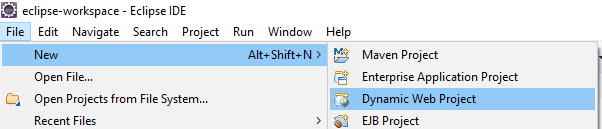 eclipse-workspace - Eclipse IDE
File Edit Navigate Search Project Run Window Help
New Alt+Shift+N >
Open File...
Open Projects from File System...
Recent Files >
Maven Project
Enterprise Application Project
Dynamic Web Project
EJB Project